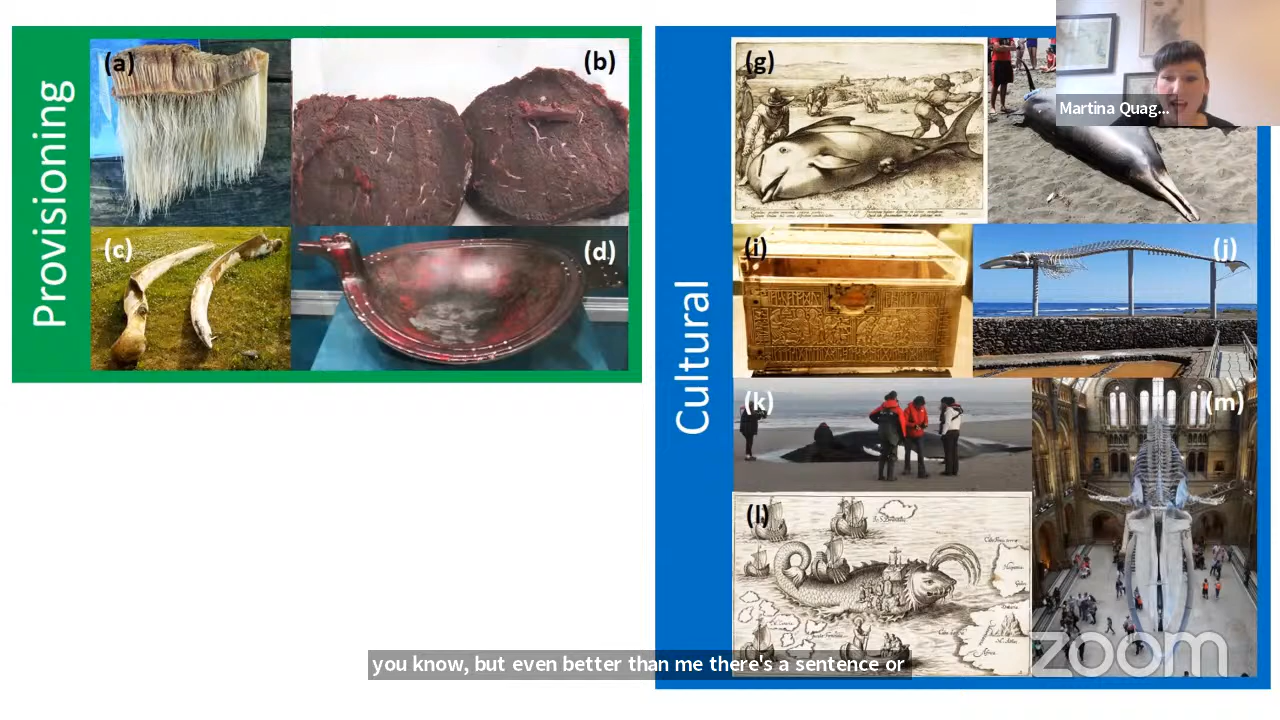 Provisioning
(a)
(b)
(c)
(d)
Cultural
(g)
Martina Quag...
(i)
(j)
(k)
(m)
(l)
zoom
you know, but even better than me there's a sentence or